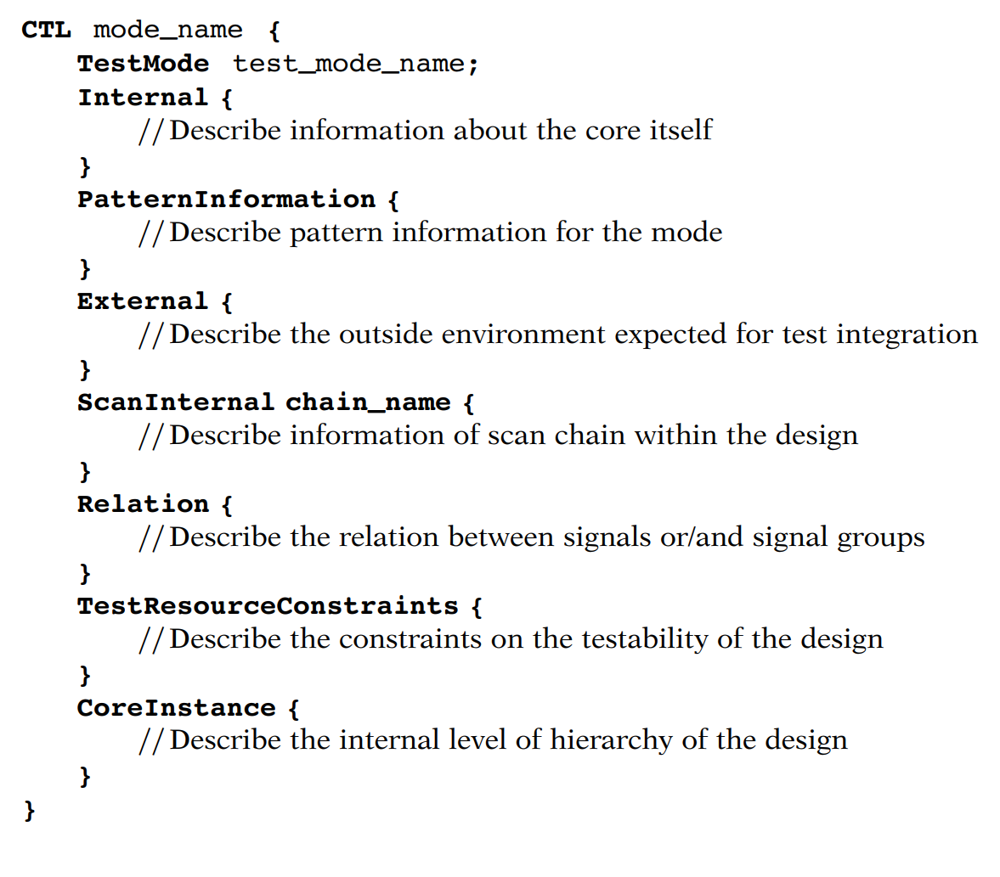 CTL mode_name {
TestMode test_mode_name;
Internal {
//Describe information about the core itself
}
PatternInformation {
//Describe pattern information for the mode
}
External {
//Describe the outside environment expected for test integration
}
ScanInternal chain_name {
//Describe information of scan chain within the design
}
Relation {
//Describe the relation between signals or/and signal groups
}
TestResourceConstraints {
//Describe the constraints on the testability of the design
}
CoreInstance {
//Describe the internal level of hierarchy of the design
}
}